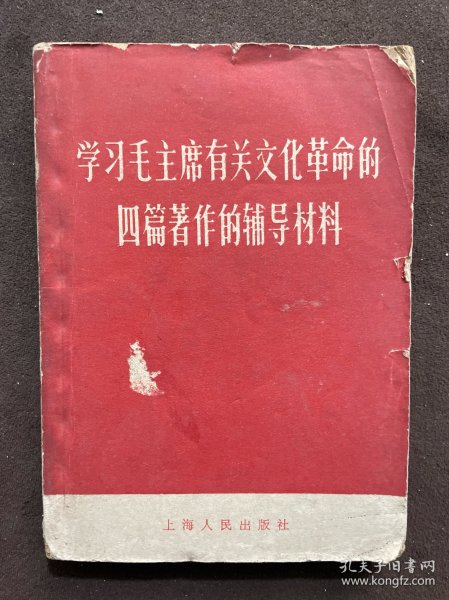 学习毛主席有关文化革命的
四篇著作的辅导材料
上海人民出版社
孔夫子旧书网
www.kongfz.com